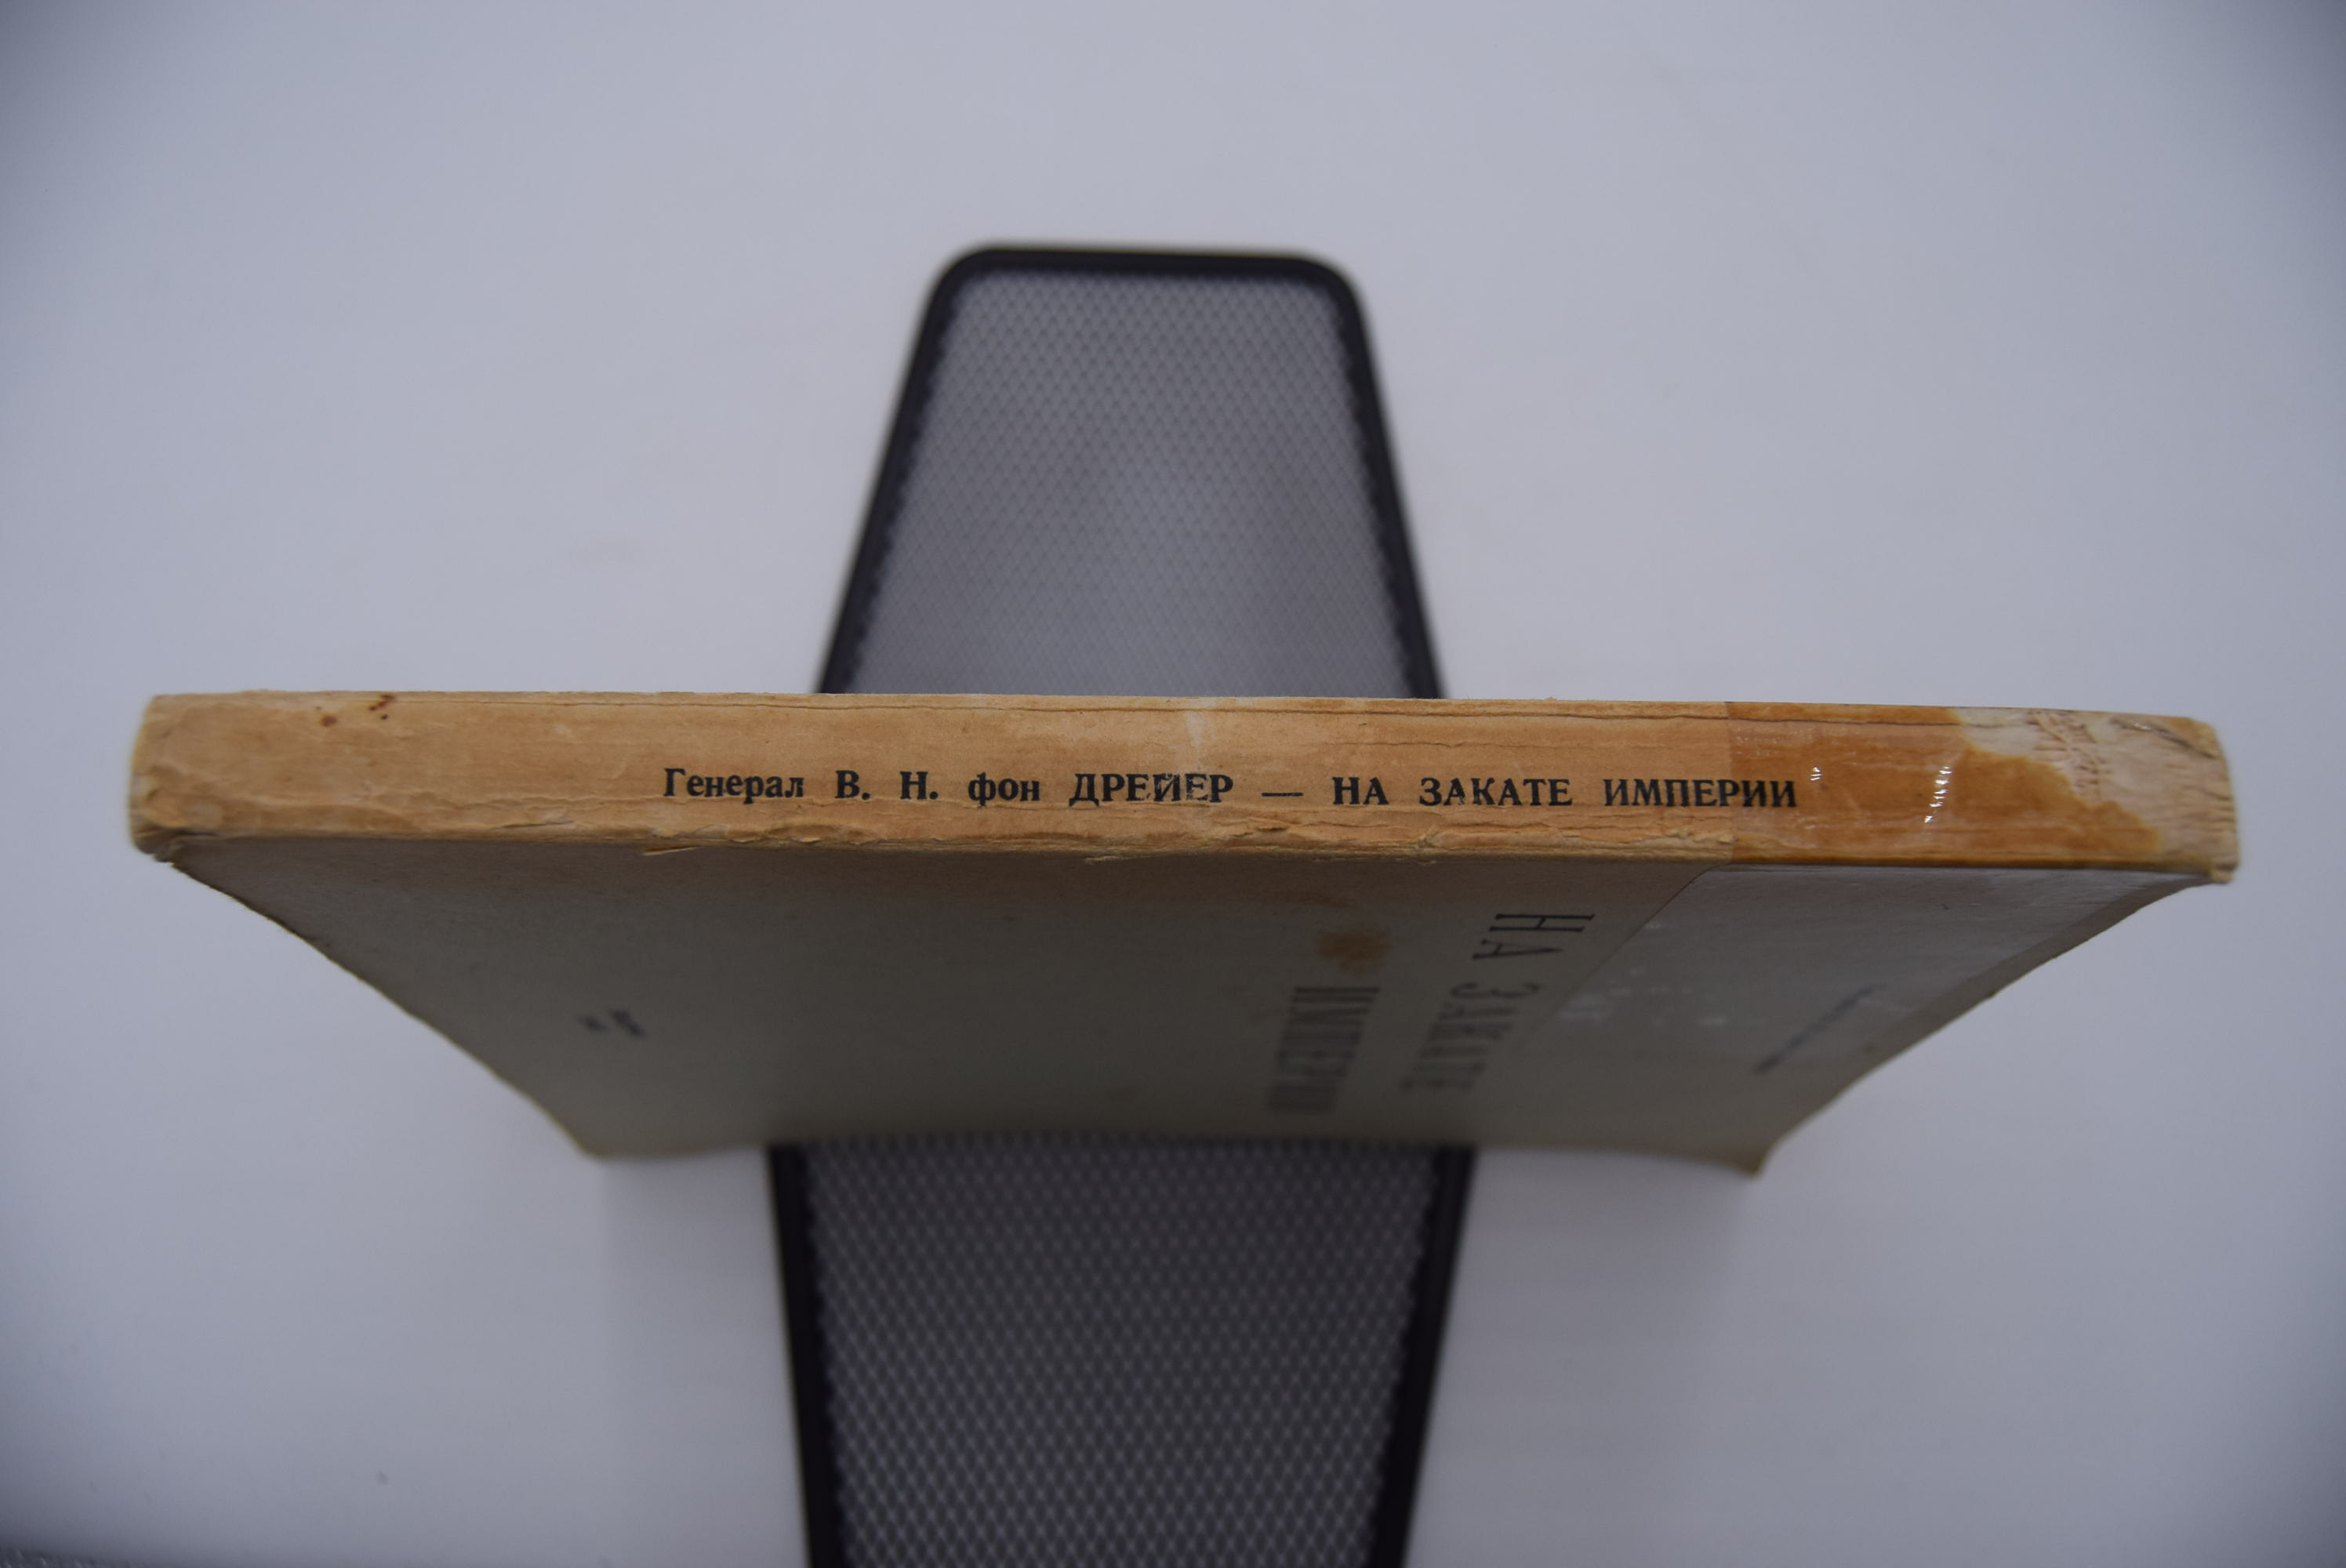 Генерал В. Н. фон ДРЕЙЕР — НА ЗАКАТЕ ИМПЕРИИ
НА ЗАКАТЕ
ИМПЕРИИ